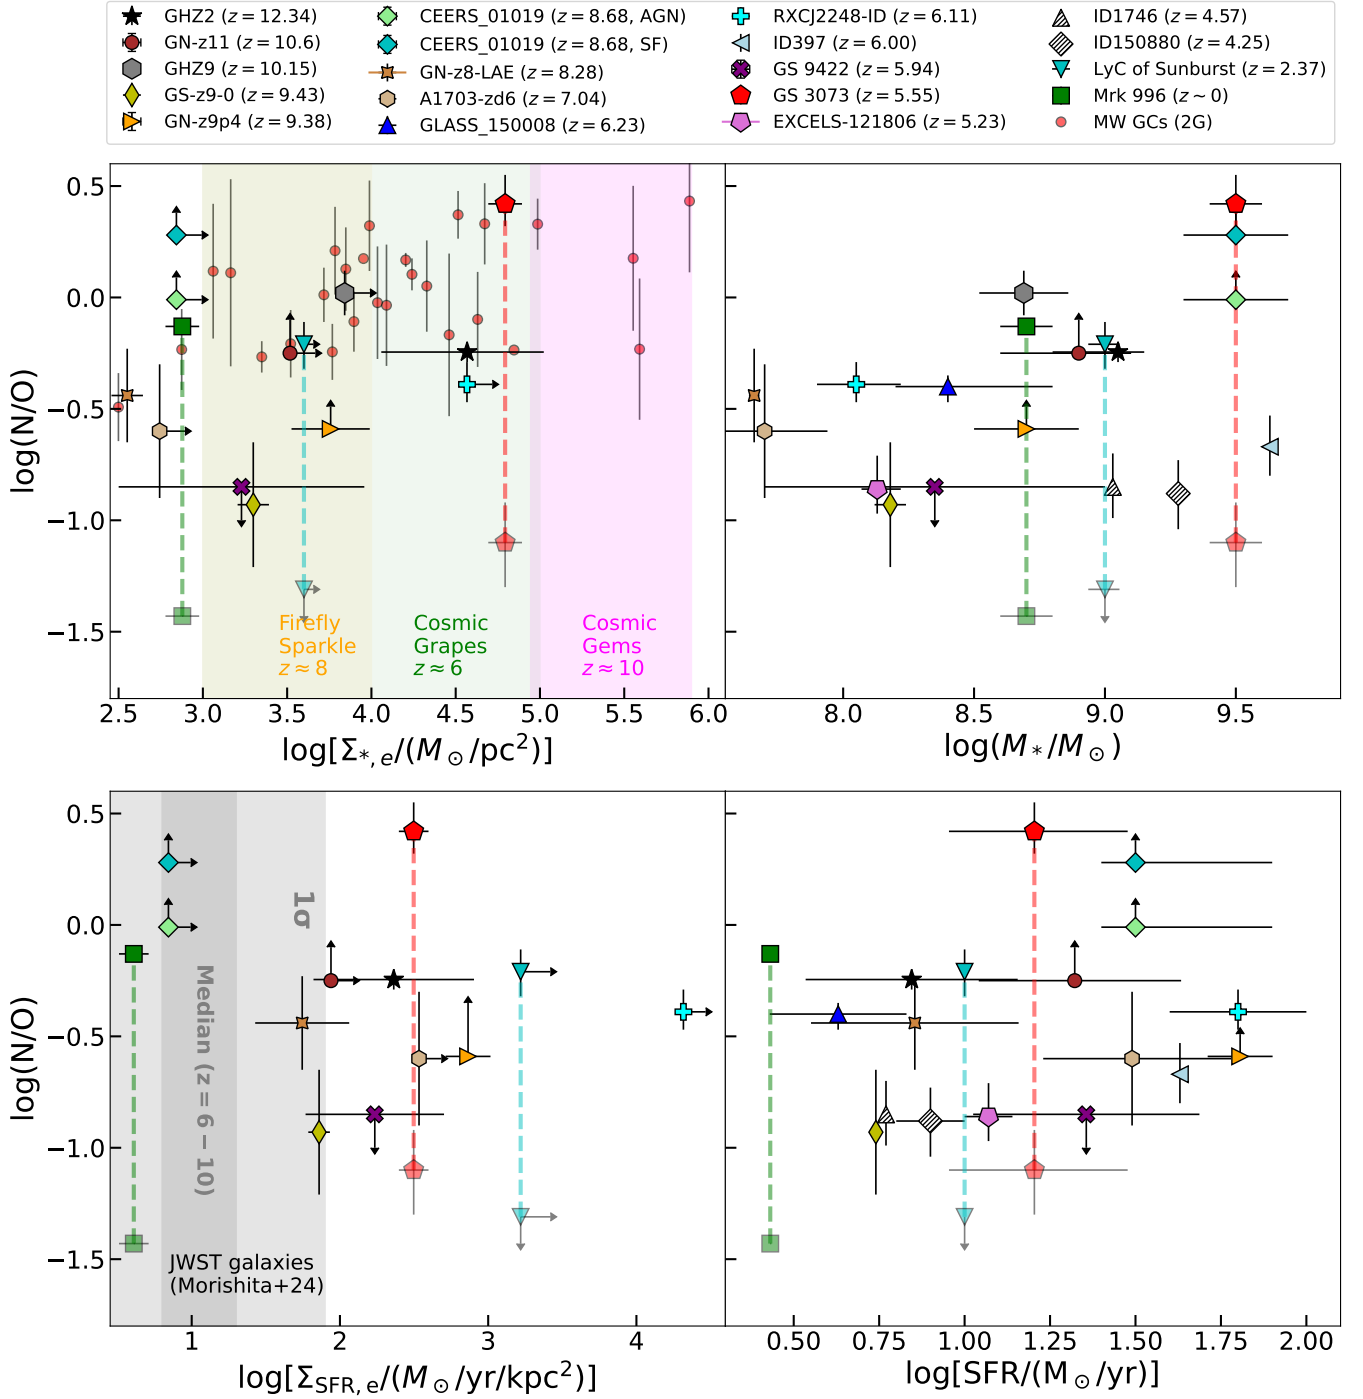 GHZ2 (z = 12.34)
GN-z11 (z = 10.6)
GHZ9 (z = 10.15)
GS-z9-0 (z = 9.43)
GN-z9p4 (z = 9.38)
CEERS_01019 (z = 8.68, AGN)
CEERS_01019 (z = 8.68, SF)
GN-z8-LAE (z = 8.28)
A1703-zd6 (z = 7.04)
GLASS_150008 (z = 6.23)
RXCJ2248-ID (z = 6.11)
ID397 (z = 6.00)
GS 9422 (z = 5.94)
GS 3073 (z = 5.55)
EXCELS-121806 (z = 5.23)
ID1746 (z = 4.57)
ID150880 (z = 4.25)
LyC of Sunburst (z = 2.37)
Mrk 996 (z ~ 0)
MW GCs (2G)
log(N/O)
0.5
0.0
−0.5
−1.0
−1.5
Firefly
Sparkle
z ≈ 8
Cosmic
Grapes
z ≈ 6
Cosmic
Gems
z ≈ 10
2.5 3.0 3.5 4.0 4.5 5.0 5.5 6.0
log[Σ*,e/(M⊙/pc²)]
8.0 8.5 9.0 9.5
log(M*/M⊙)
log(N/O)
0.5
0.0
−0.5
−1.0
−1.5
1σ
Median (z = 6 − 10)
JWST galaxies
(Morishita+24)
1 2 3 4
log[ΣSFR,e/(M⊙/yr/kpc²)]
0.50 0.75 1.00 1.25 1.50 1.75 2.00
log[SFR/(M⊙/yr)]